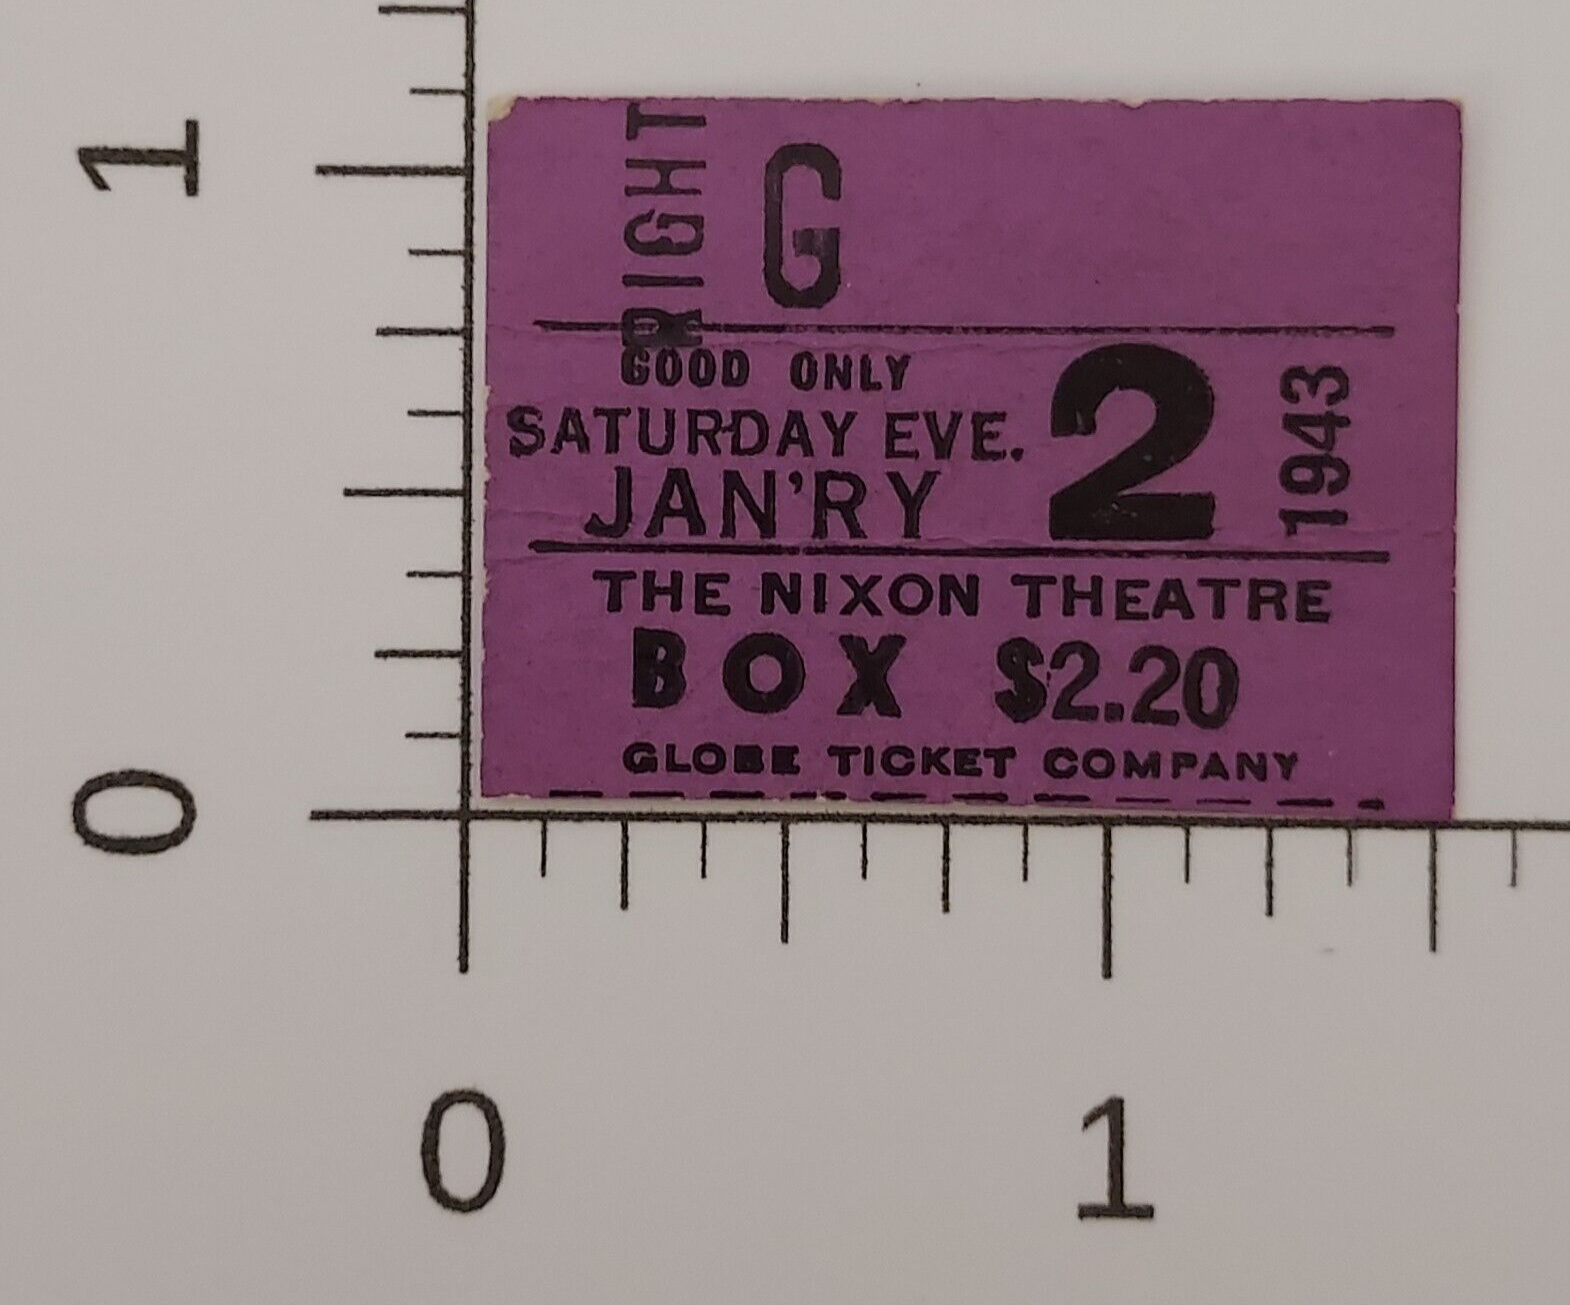 1
RIGHT
G
GOOD ONLY
SATURDAY EVE.
JAN'RY
2
1943
THE NIXON THEATRE
BOX $2.20
GLOBE TICKET COMPANY
0
0
1